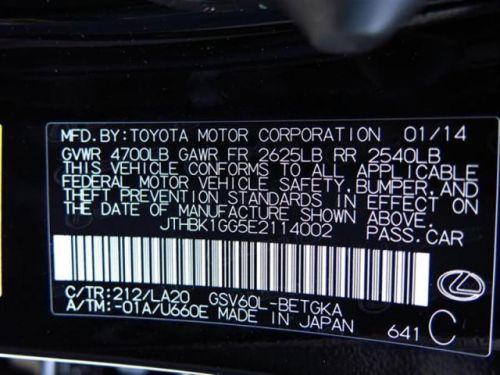 MFD.BY:TOYOTA MOTOR CORPORATION 01/14
GVWR 4700LB GAWR FR 2625LB RR 2540LB
THIS VEHICLE CONFORMS TO ALL APPLICABLE
FEDERAL MOTOR VEHICLE SAFETY,BUMPER,AND
THEFT PREVENTION STANDARDS IN EFFECT ON
THE DATE OF MANUFACTURE SHOWN ABOVE.
JTHBK1GG5E2114002 PASS.CAR
C/TR:212/LA20 GSV60L-BETGKA
A/TM:-01A/U660E MADE IN JAPAN 641 C